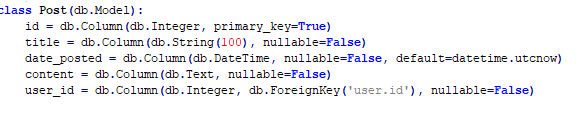 class Post(db.Model):
    id = db.Column(db.Integer, primary_key=True)
    title = db.Column(db.String(100), nullable=False)
    date_posted = db.Column(db.DateTime, nullable=False, default=datetime.utcnow)
    content = db.Column(db.Text, nullable=False)
    user_id = db.Column(db.Integer, db.ForeignKey('user.id'), nullable=False)